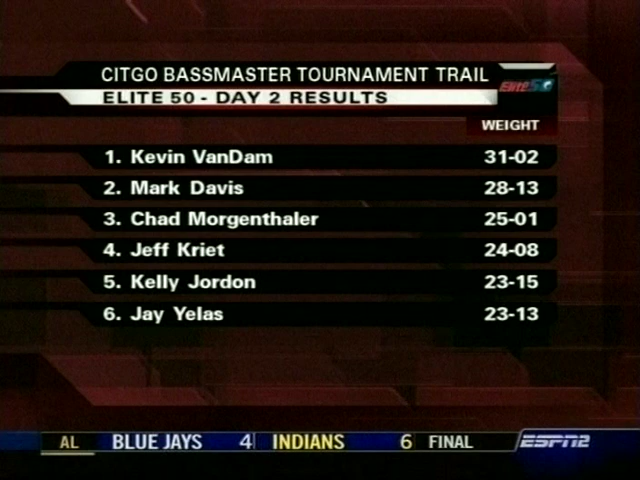 CITGO BASSMASTER TOURNAMENT TRAIL
Elite 50
ELITE 50 - DAY 2 RESULTS
WEIGHT
1. Kevin VanDam 31-02
2. Mark Davis 28-13
3. Chad Morgenthaler 25-01
4. Jeff Kriet 24-08
5. Kelly Jordon 23-15
6. Jay Yelas 23-13
AL BLUE JAYS 4 INDIANS 6 FINAL ESPN2